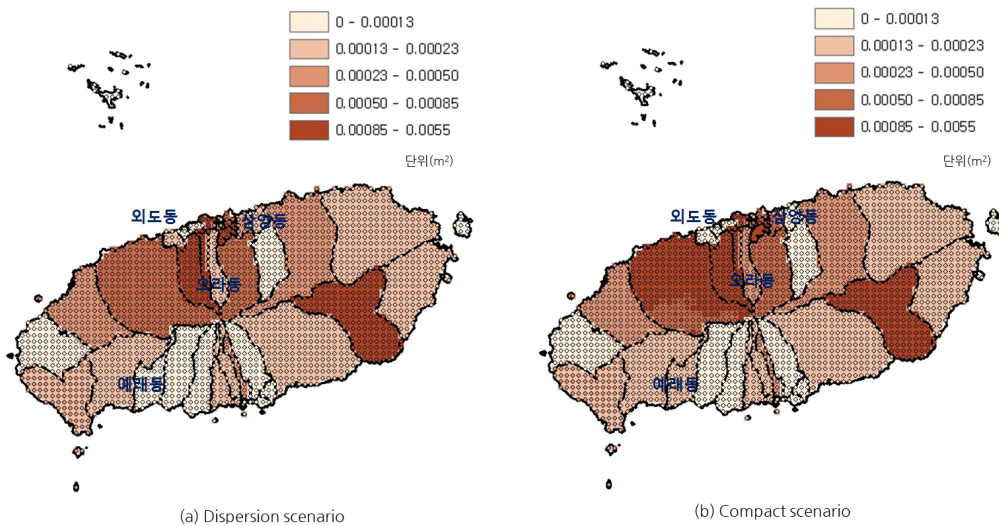 0 - 0.00013
0.00013 - 0.00023
0.00023 - 0.00050
0.00050 - 0.00085
0.00085 - 0.0055
단위(m²)
외도동
삼양동
오라동
예래동
(a) Dispersion scenario
0 - 0.00013
0.00013 - 0.00023
0.00023 - 0.00050
0.00050 - 0.00085
0.00085 - 0.0055
단위(m²)
외도동
삼양동
오라동
예래동
(b) Compact scenario